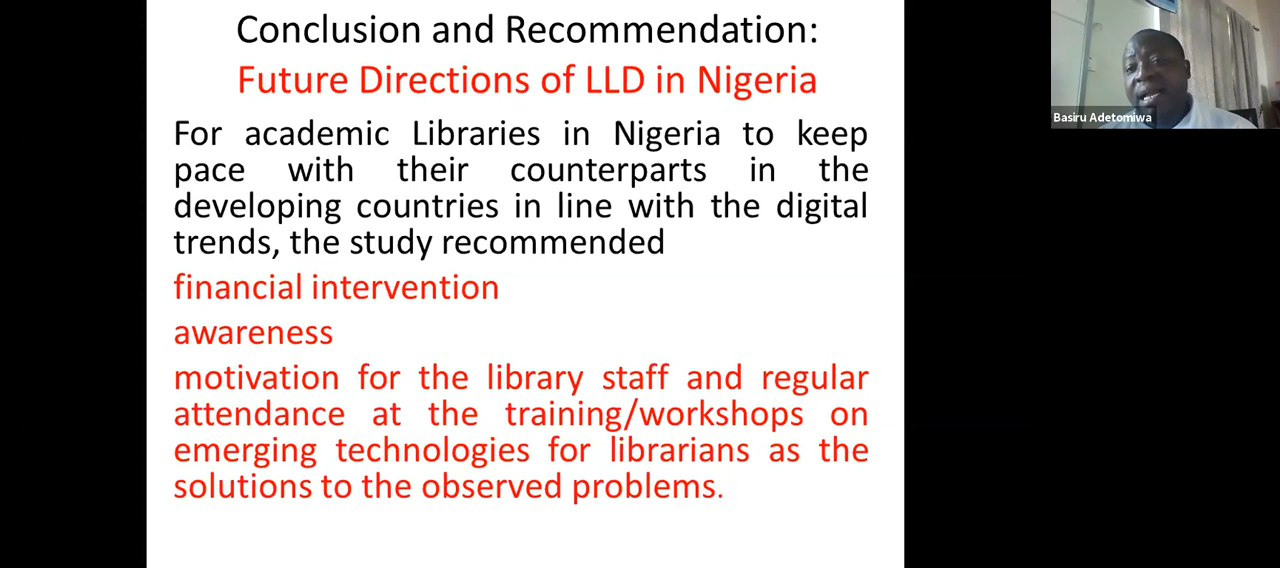 Conclusion and Recommendation:
Future Directions of LLD in Nigeria
For academic Libraries in Nigeria to keep
pace with their counterparts in the
developing countries in line with the digital
trends, the study recommended
financial intervention
awareness
motivation for the library staff and regular
attendance at the training/workshops on
emerging technologies for librarians as the
solutions to the observed problems.
Basiru Adetomiwa